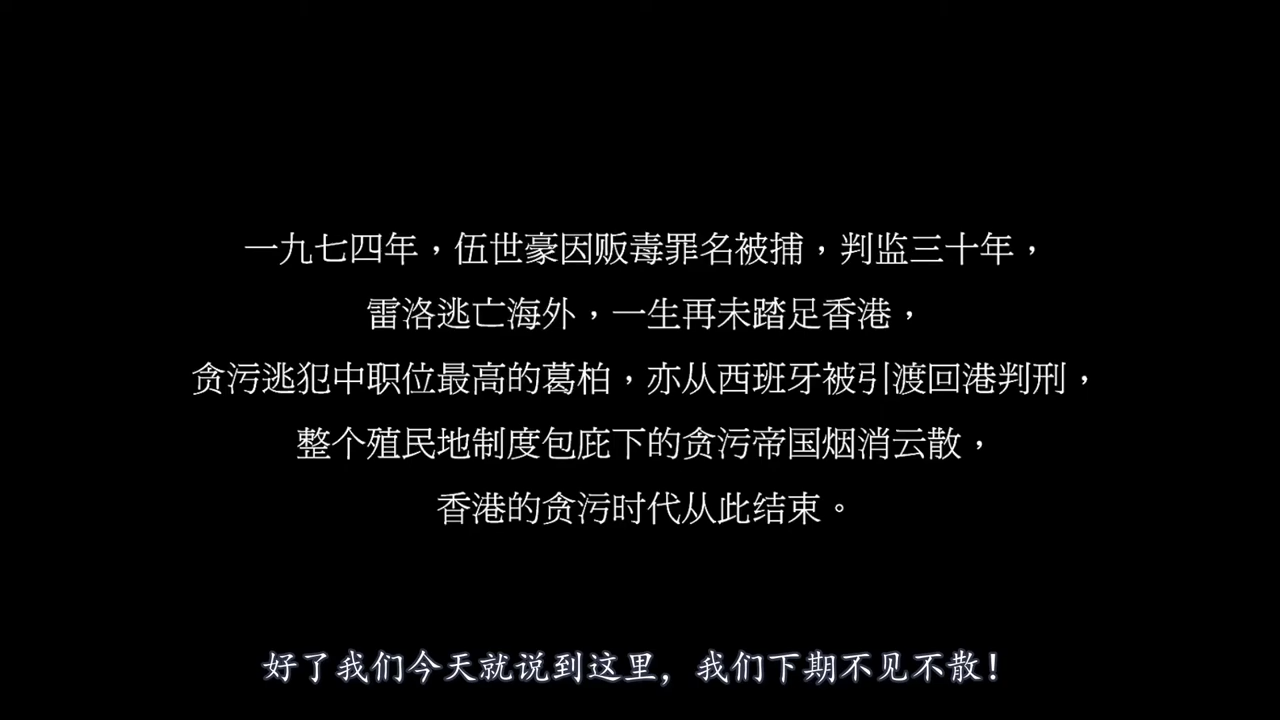 一九七四年，伍世豪因贩毒罪名被捕，判监三十年，
雷洛逃亡海外，一生再未踏足香港，
贪污逃犯中职位最高的葛柏，亦从西班牙被引渡回港判刑，
整个殖民地制度包庇下的贪污帝国烟消云散，
香港的贪污时代从此结束。
好了我们今天就说到这里，我们下期不见不散！